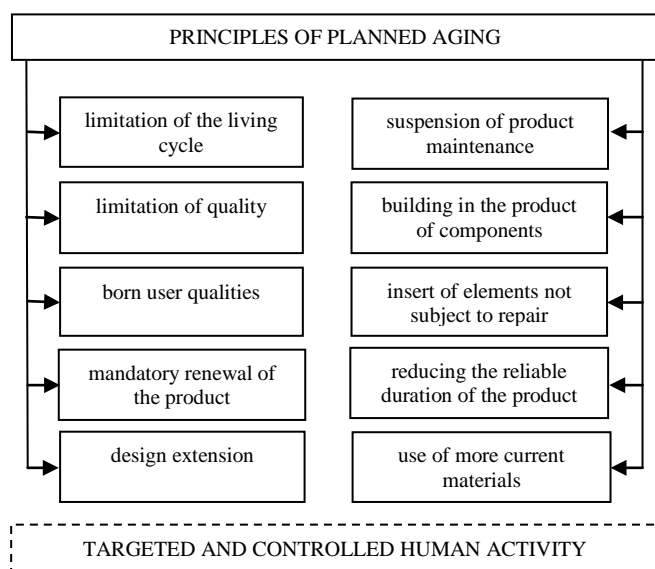 PRINCIPLES OF PLANNED AGING
limitation of the living
cycle
limitation of quality
born user qualities
mandatory renewal of
the product
design extension
suspension of product
maintenance
building in the product
of components
insert of elements not
subject to repair
reducing the reliable
duration of the product
use of more current
materials
TARGETED AND CONTROLLED HUMAN ACTIVITY